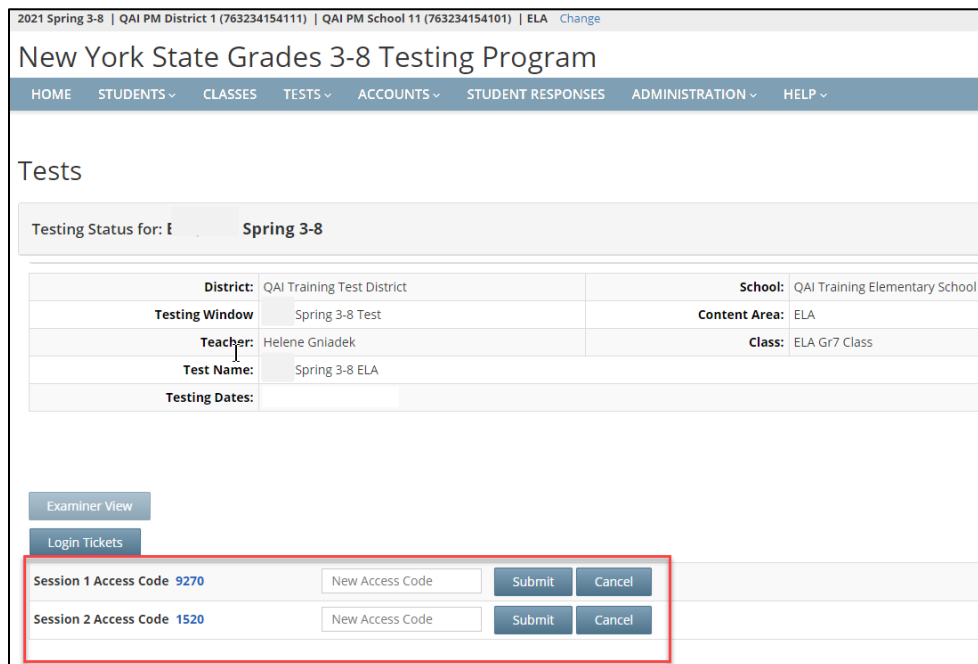 2021 Spring 3-8 | QAI PM District 1 (763234154111) | QAI PM School 11 (763234154101) | ELA Change
New York State Grades 3-8 Testing Program
HOME STUDENTS CLASSES TESTS ACCOUNTS STUDENT RESPONSES ADMINISTRATION HELP
Tests
Testing Status for: Spring 3-8
District: QAI Training Test District School: QAI Training Elementary School
Testing Window Spring 3-8 Test Content Area: ELA
Teacher: Helene Gniadek Class: ELA Gr7 Class
Test Name: Spring 3-8 ELA
Testing Dates:
Examiner View
Login Tickets
Session 1 Access Code 9270 New Access Code Submit Cancel
Session 2 Access Code 1520 New Access Code Submit Cancel